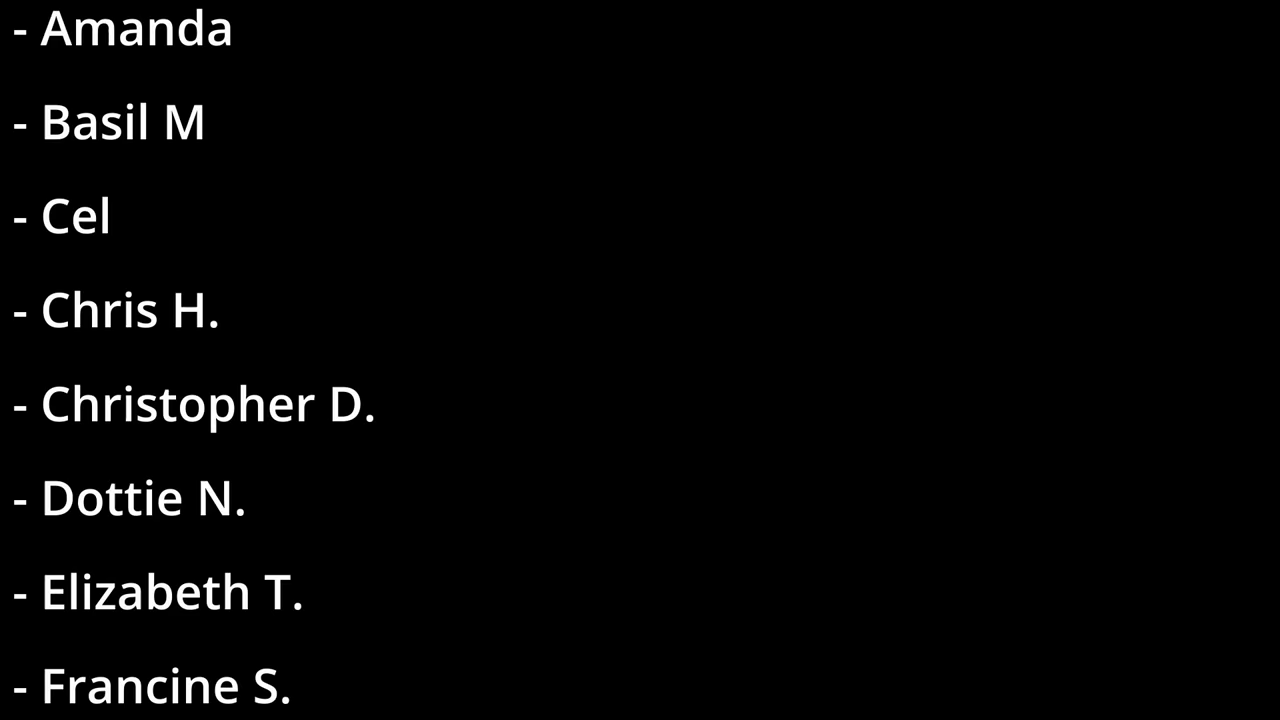 - Amanda
- Basil M
- Cel
- Chris H.
- Christopher D.
- Dottie N.
- Elizabeth T.
- Francine S.